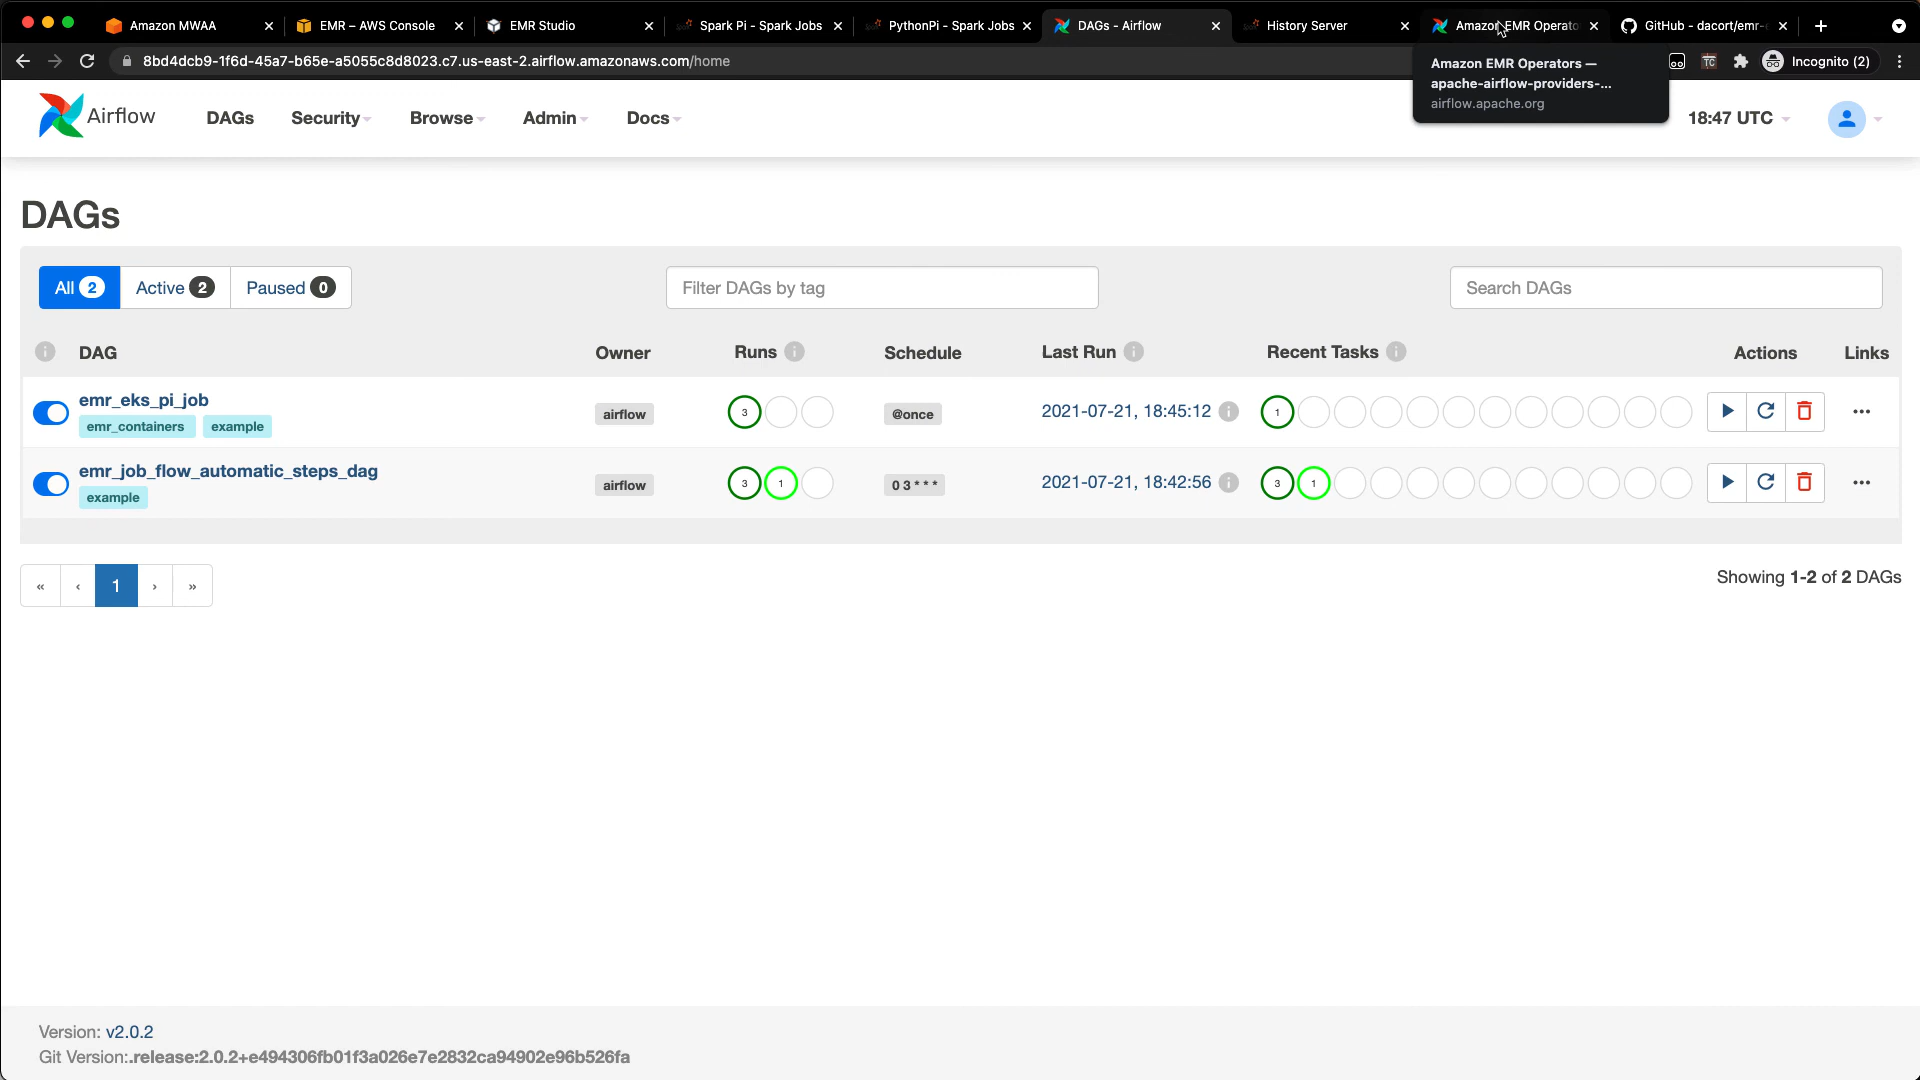 Amazon MWAA
EMR – AWS Console
EMR Studio
Spark Pi - Spark Jobs
PythonPi - Spark Jobs
DAGs - Airflow
History Server
Amazon EMR Operato
GitHub - dacort/emr-
8bd4dcb9-1f6d-45a7-b65e-a5055c8d8023.c7.us-east-2.airflow.amazonaws.com/home
TC
Incognito (2)
Amazon EMR Operators —
apache-airflow-providers-...
airflow.apache.org
Airflow
DAGs
Security
Browse
Admin
Docs
18:47 UTC
DAGs
All 2
Active 2
Paused 0
Filter DAGs by tag
Search DAGs
DAG
Owner
Runs
Schedule
Last Run
Recent Tasks
Actions
Links
emr_eks_pi_job
emr_containers
example
airflow
3
@once
2021-07-21, 18:45:12
1
emr_job_flow_automatic_steps_dag
example
airflow
3
1
0 3 * * *
2021-07-21, 18:42:56
3
1
« ‹ 1 › »
Showing 1-2 of 2 DAGs
Version: v2.0.2
Git Version:.release:2.0.2+e494306fb01f3a026e7e2832ca94902e96b526fa